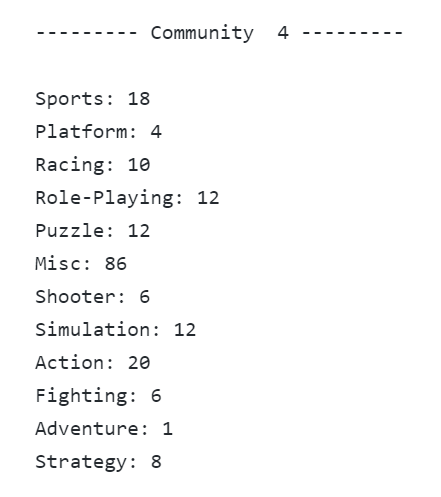 --------- Community  4 ---------
Sports: 18
Platform: 4
Racing: 10
Role-Playing: 12
Puzzle: 12
Misc: 86
Shooter: 6
Simulation: 12
Action: 20
Fighting: 6
Adventure: 1
Strategy: 8